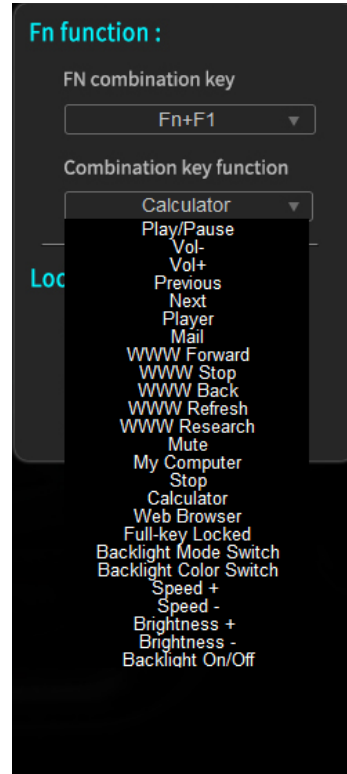 Fn function :
FN combination key
Fn+F1
Combination key function
Calculator
Play/Pause
Vol-
Vol+
Loc
Previous
Next
Player
Mail
WWW Forward
WWW Stop
WWW Back
WWW Refresh
WWW Research
Mute
My Computer
Stop
Calculator
Web Browser
Full-key Locked
Backlight Mode Switch
Backlight Color Switch
Speed +
Speed -
Brightness +
Brightness -
Backlight On/Off